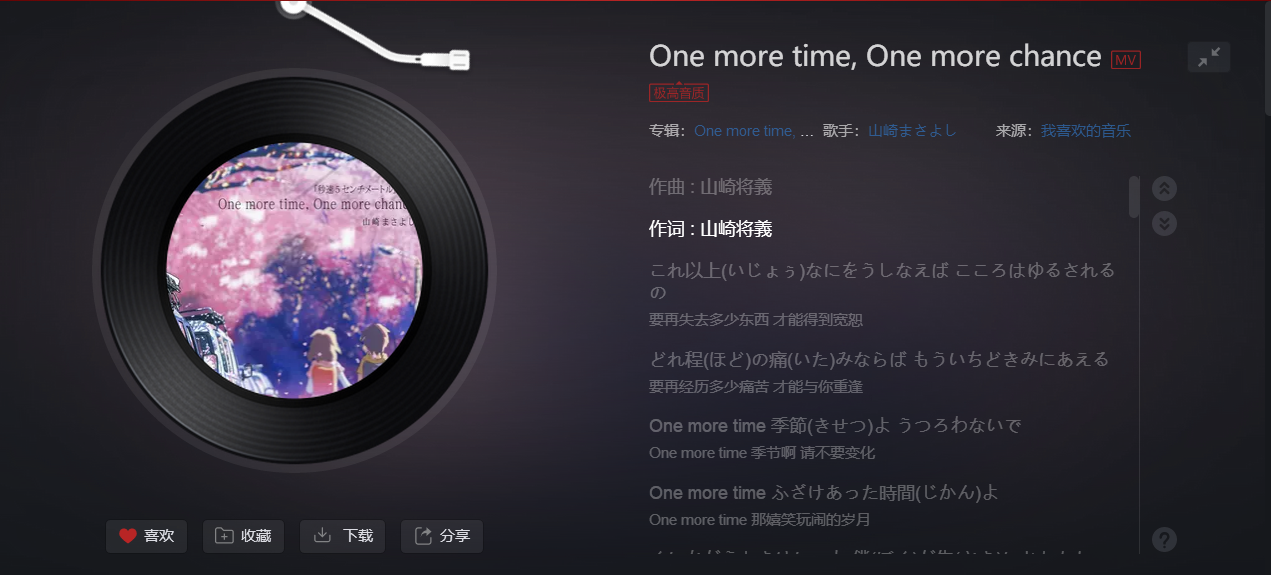 One more time, One more chance MV
极高音质
专辑：One more time, ... 歌手：山崎まさよし 来源：我喜欢的音乐
『秒速５センチメートル』
One more time, One more chanc
山崎まさよし
作曲 : 山崎将義
作词 : 山崎将義
これ以上(いじょぅ)なにをうしなえば こころはゆるされる
の
要再失去多少东西 才能得到宽恕
どれ程(ほど)の痛(いた)みならば もういちどきみにあえる
要再经历多少痛苦 才能与你重逢
One more time 季節(きせつ)よ うつろわないで
One more time 季节啊 请不要变化
One more time ふざけあった時間(じかん)よ
One more time 那嬉笑玩闹的岁月
喜欢 收藏 下载 分享